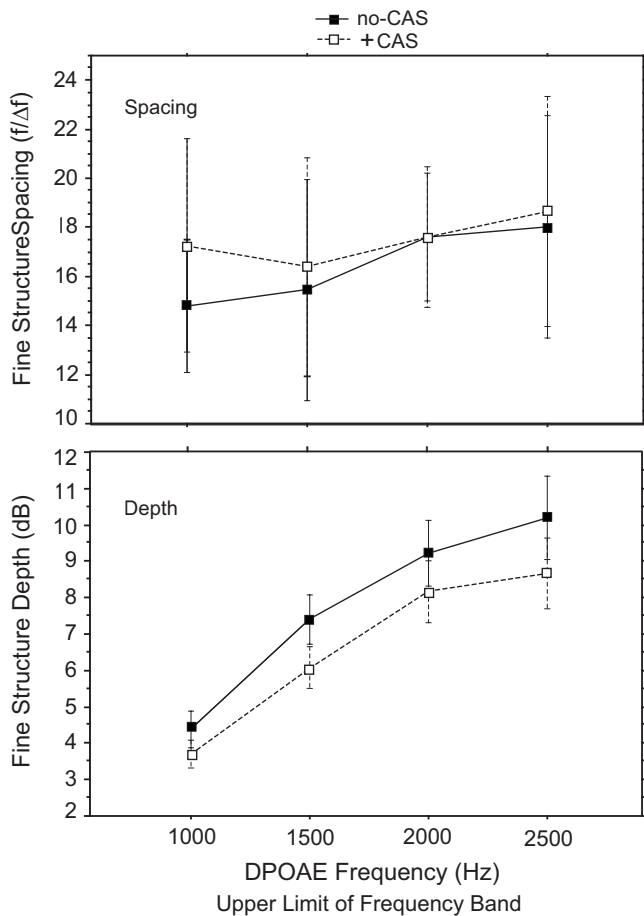 no-CAS
+CAS
Spacing
Fine StructureSpacing (f/Δf)
24
22
20
18
16
14
12
10
Depth
Fine Structure Depth (dB)
12
11
10
9
8
7
6
5
4
3
2
1000 1500 2000 2500
DPOAE Frequency (Hz)
Upper Limit of Frequency Band